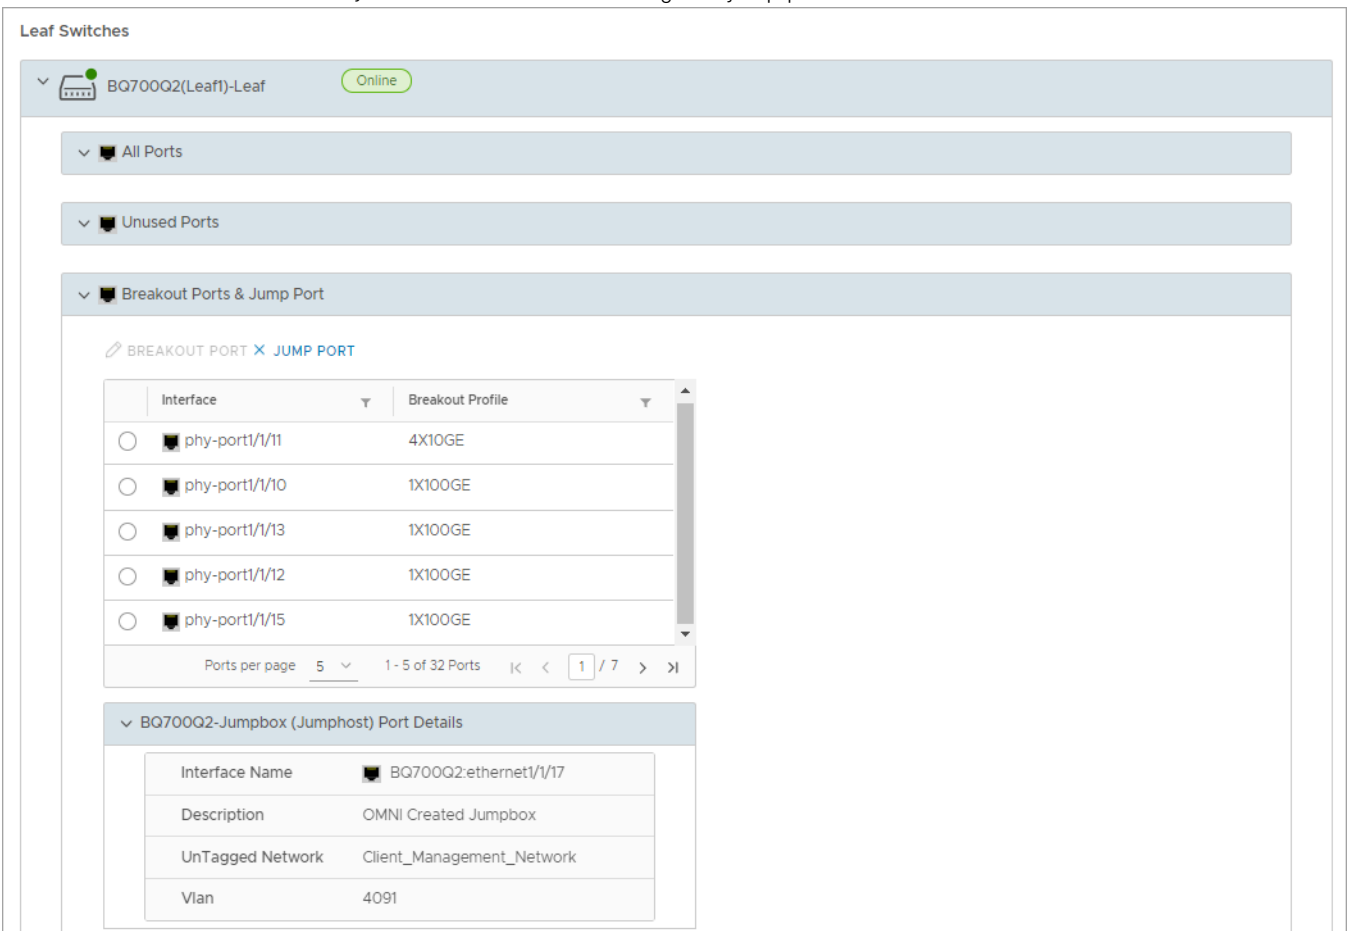 Leaf Switches
BQ700Q2(Leaf1)-Leaf Online
All Ports
Unused Ports
Breakout Ports & Jump Port
BREAKOUT PORT JUMP PORT
Interface Breakout Profile
phy-port1/1/11 4X10GE
phy-port1/1/10 1X100GE
phy-port1/1/13 1X100GE
phy-port1/1/12 1X100GE
phy-port1/1/15 1X100GE
Ports per page 5 1 - 5 of 32 Ports 1 / 7
BQ700Q2-Jumpbox (Jumphost) Port Details
Interface Name BQ700Q2:ethernet1/1/17
Description OMNI Created Jumpbox
UnTagged Network Client_Management_Network
Vlan 4091